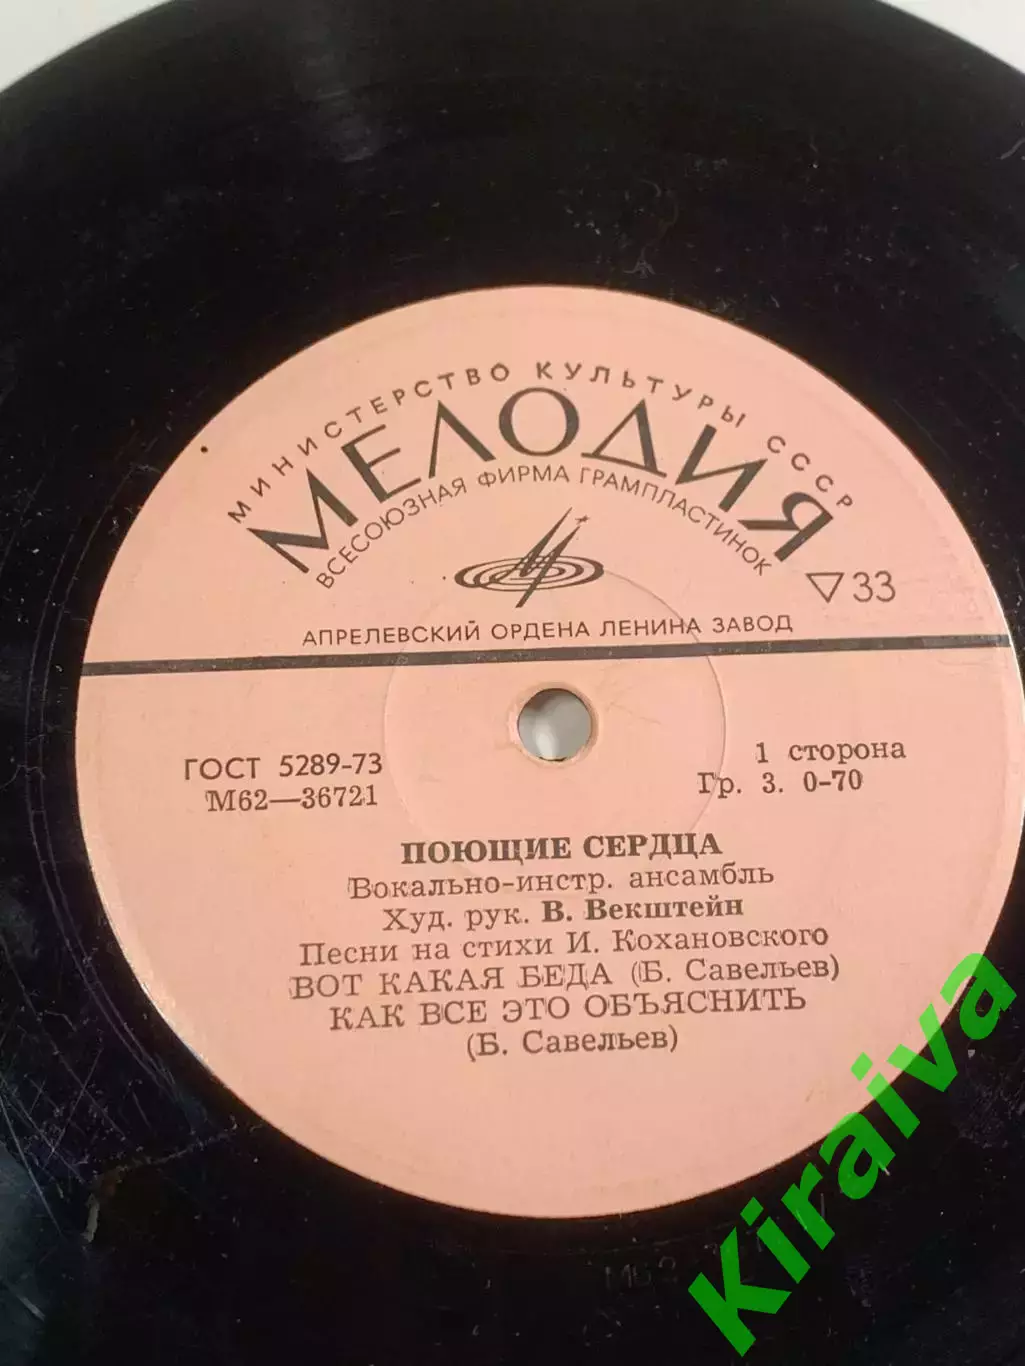 МИНИСТЕРСТВО КУЛЬТУРЫ СССР
МЕЛОДИЯ
ВСЕСОЮЗНАЯ ФИРМА ГРАМПЛАСТИНОК
33
АПРЕЛЕВСКИЙ ОРДЕНА ЛЕНИНА ЗАВОД
ГОСТ 5289-73
М62—36721
1 сторона
Гр. 3. 0-70
ПОЮЩИЕ СЕРДЦА
Вокально-инстр. ансамбль
Худ. рук. В. Векштейн
Песни на стихи И. Кохановского
ВОТ КАКАЯ БЕДА (Б. Савельев)
КАК ВСЕ ЭТО ОБЪЯСНИТЬ
(Б. Савельев)
Kiraiva